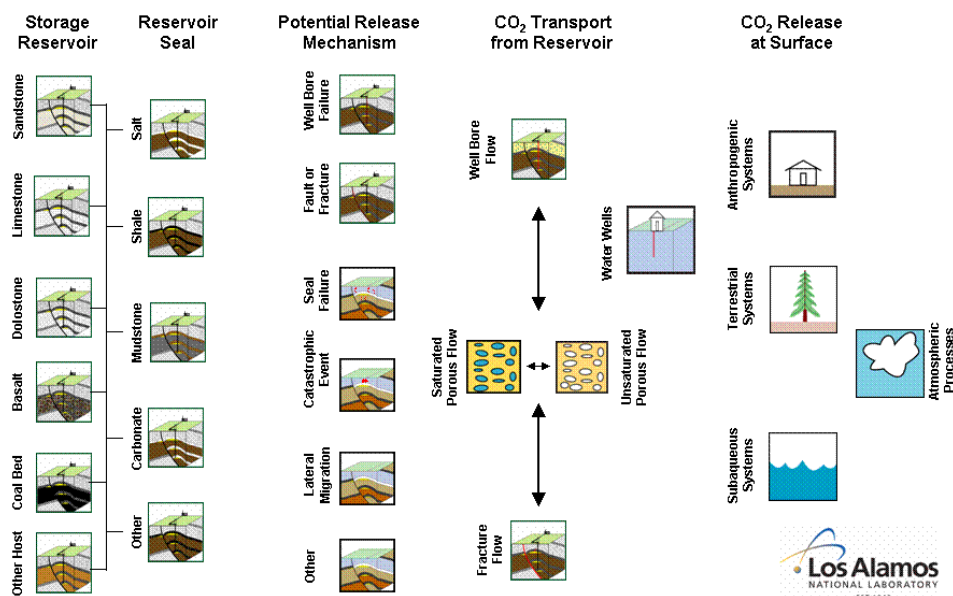 Storage
Reservoir
Reservoir
Seal
Potential Release
Mechanism
CO₂ Transport
from Reservoir
CO₂ Release
at Surface
Sandstone
Limestone
Dolostone
Basalt
Coal Bed
Other Host
Salt
Shale
Mudstone
Carbonate
Other
Well Bore
Failure
Fault or
Fracture
Seal
Failure
Catastrophic
Event
Lateral
Migration
Other
Well Bore
Flow
Water Wells
Saturated
Porous Flow
Unsaturated
Porous Flow
Fracture
Flow
Anthropogenic
Systems
Terrestrial
Systems
Atmospheric
Processes
Subaqueous
Systems
Los Alamos
NATIONAL LABORATORY